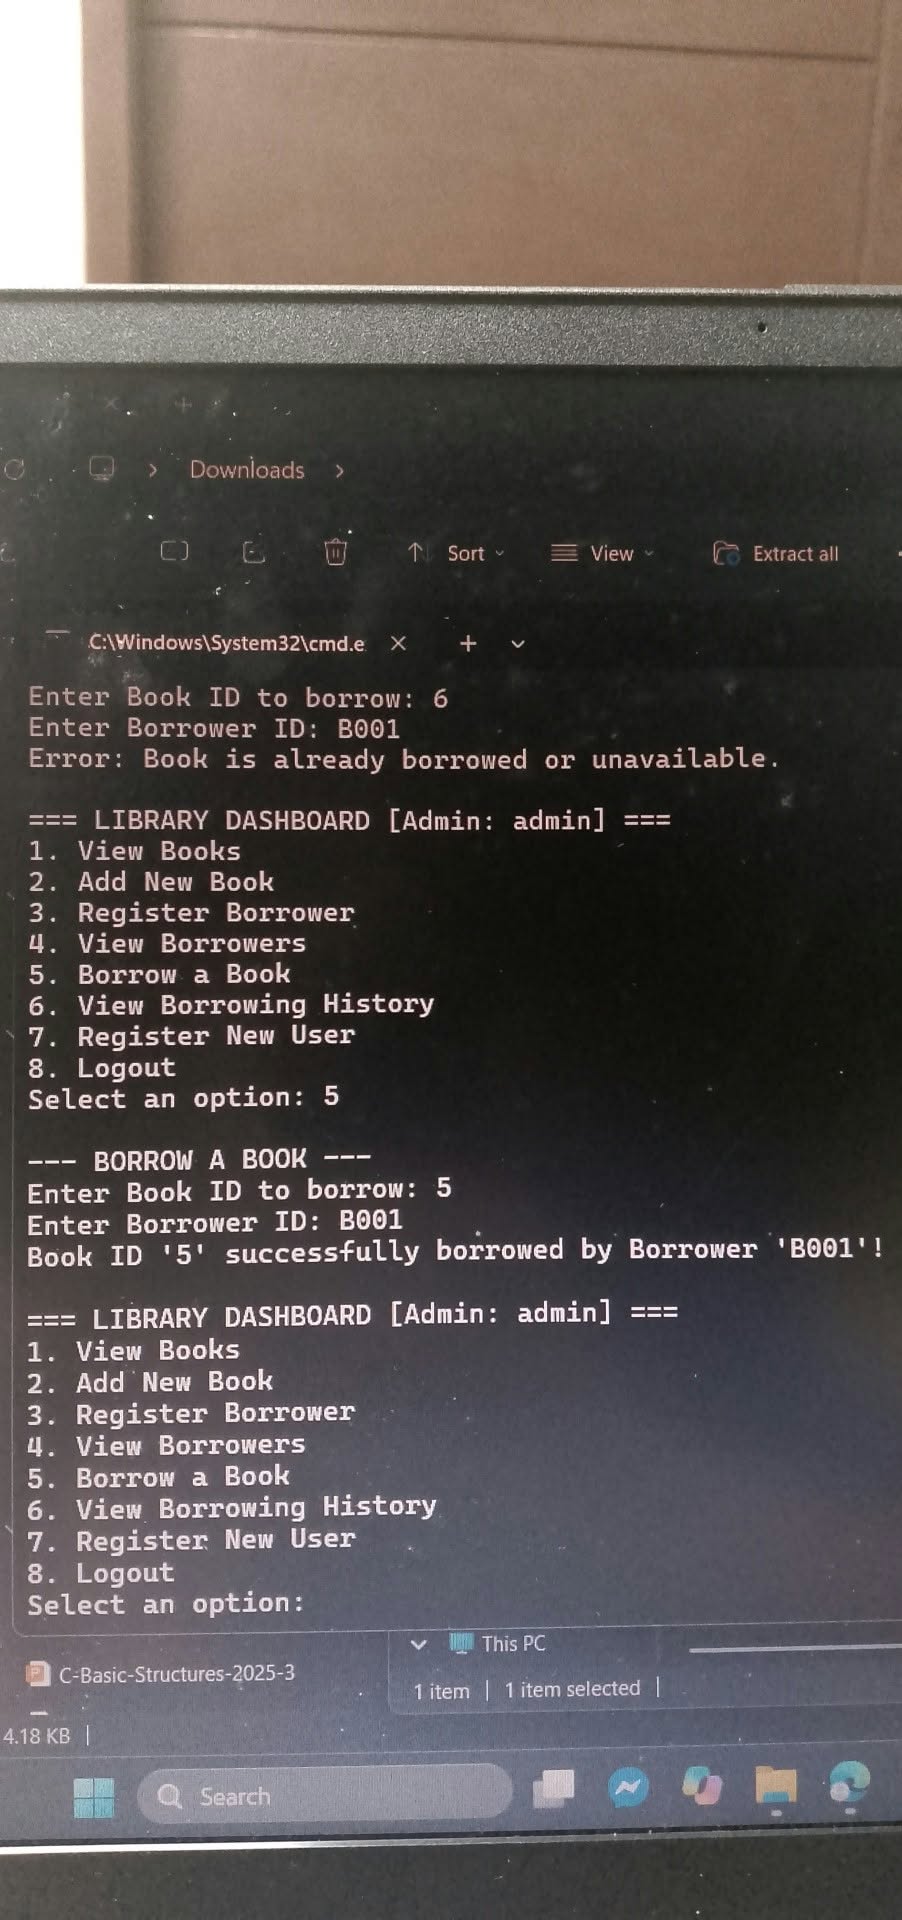 Downloads
Sort
View
Extract all
C:\Windows\System32\cmd.e
Enter Book ID to borrow: 6
Enter Borrower ID: B001
Error: Book is already borrowed or unavailable.
=== LIBRARY DASHBOARD [Admin: admin] ===
1. View Books
2. Add New Book
3. Register Borrower
4. View Borrowers
5. Borrow a Book
6. View Borrowing History
7. Register New User
8. Logout
Select an option: 5
--- BORROW A BOOK ---
Enter Book ID to borrow: 5
Enter Borrower ID: B001
Book ID '5' successfully borrowed by Borrower 'B001'!
=== LIBRARY DASHBOARD [Admin: admin] ===
1. View Books
2. Add New Book
3. Register Borrower
4. View Borrowers
5. Borrow a Book
6. View Borrowing History
7. Register New User
8. Logout
Select an option:
This PC
C-Basic-Structures-2025-3
1 item | 1 item selected |
4.18 KB |
Search